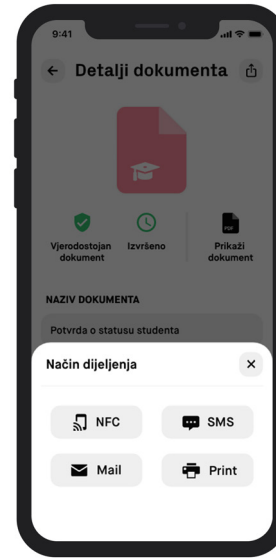 9:41
Detalji dokumenta
Vjerodostojan
dokument
Izvršeno
PDF
Prikaži
dokument
NAZIV DOKUMENTA
Potvrda o statusu studenta
Način dijeljenja
NFC
SMS
Mail
Print